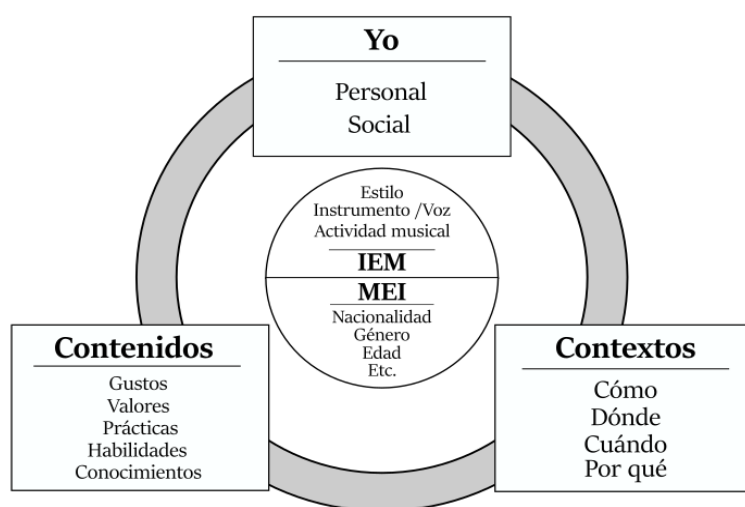 Yo
Personal
Social
Estilo
Instrumento /Voz
Actividad musical
IEM
MEI
Nacionalidad
Género
Edad
Etc.
Contenidos
Gustos
Valores
Prácticas
Habilidades
Conocimientos
Contextos
Cómo
Dónde
Cuándo
Por qué